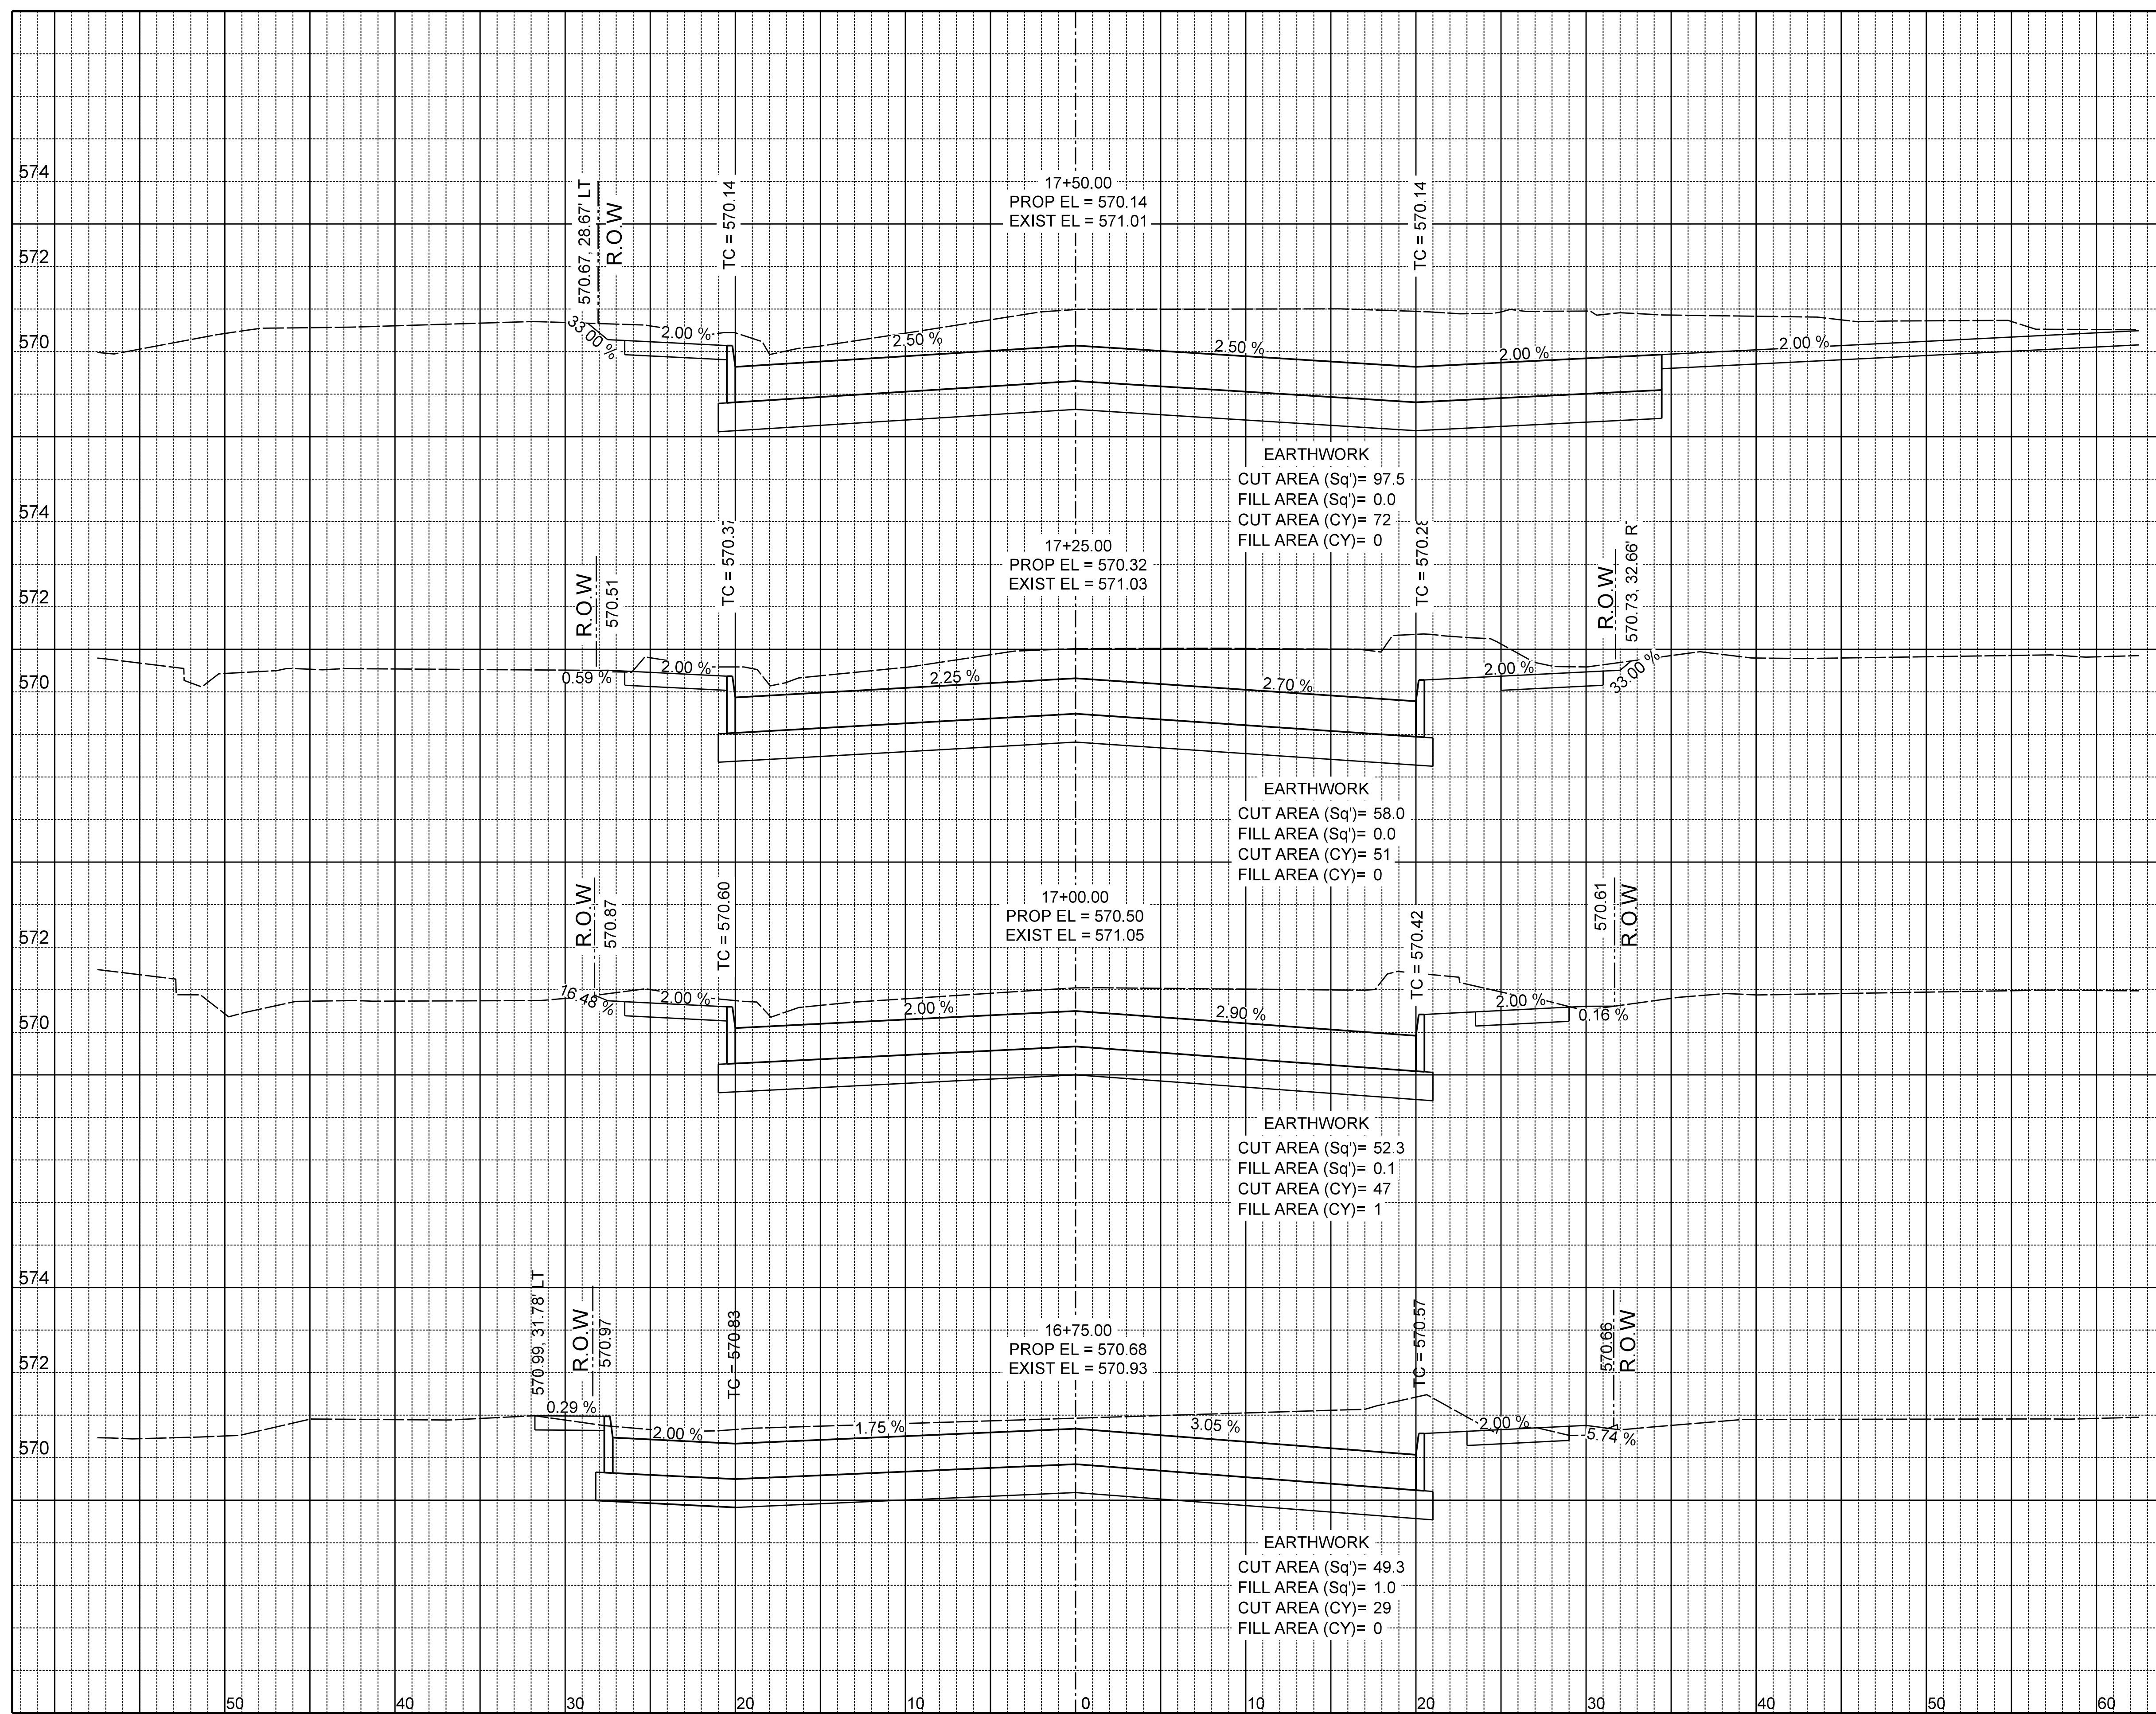 574
572
570
570.67, 28.67' LT
R.O.W
TC = 570.14
17+50.00
PROP EL = 570.14
EXIST EL = 571.01
TC = 570.14
33.00 %
2.00 %
2.50 %
2.50 %
2.00 %
2.00 %
EARTHWORK
CUT AREA (Sq')= 97.5
FILL AREA (Sq')= 0.0
CUT AREA (CY)= 72
FILL AREA (CY)= 0
574
572
570
R.O.W
570.51
TC = 570.37
17+25.00
PROP EL = 570.32
EXIST EL = 571.03
TC = 570.28
R.O.W
570.73, 32.66' R
0.59 %
2.00 %
2.25 %
2.70 %
2.00 %
33.00 %
EARTHWORK
CUT AREA (Sq')= 58.0
FILL AREA (Sq')= 0.0
CUT AREA (CY)= 51
FILL AREA (CY)= 0
572
570
R.O.W
570.87
TC = 570.60
17+00.00
PROP EL = 570.50
EXIST EL = 571.05
TC = 570.42
570.61
R.O.W
16.48 %
2.00 %
2.00 %
2.90 %
2.00 %
0.16 %
EARTHWORK
CUT AREA (Sq')= 52.3
FILL AREA (Sq')= 0.1
CUT AREA (CY)= 47
FILL AREA (CY)= 1
574
572
570
570.99, 31.78' LT
R.O.W
570.97
TC = 570.83
16+75.00
PROP EL = 570.68
EXIST EL = 570.93
TC = 570.57
570.66
R.O.W
0.29 %
2.00 %
1.75 %
3.05 %
2.00 %
-5.74 %
EARTHWORK
CUT AREA (Sq')= 49.3
FILL AREA (Sq')= 1.0
CUT AREA (CY)= 29
FILL AREA (CY)= 0
50 40 30 20 10 0 10 20 30 40 50 60